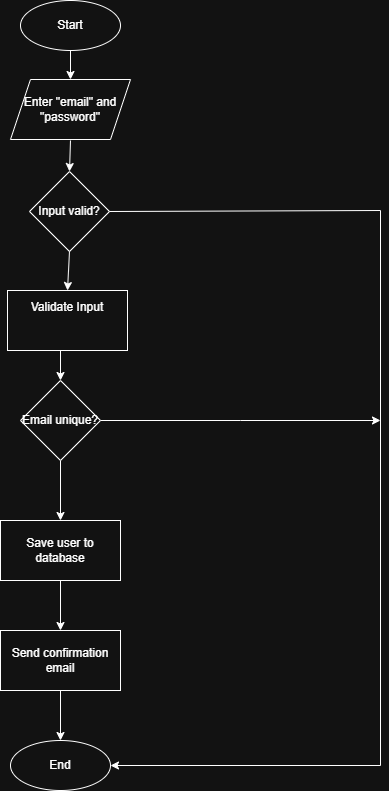 Start
Enter "email" and
"password"
Input valid?
Validate Input
Email unique?
Save user to
database
Send confirmation
email
End